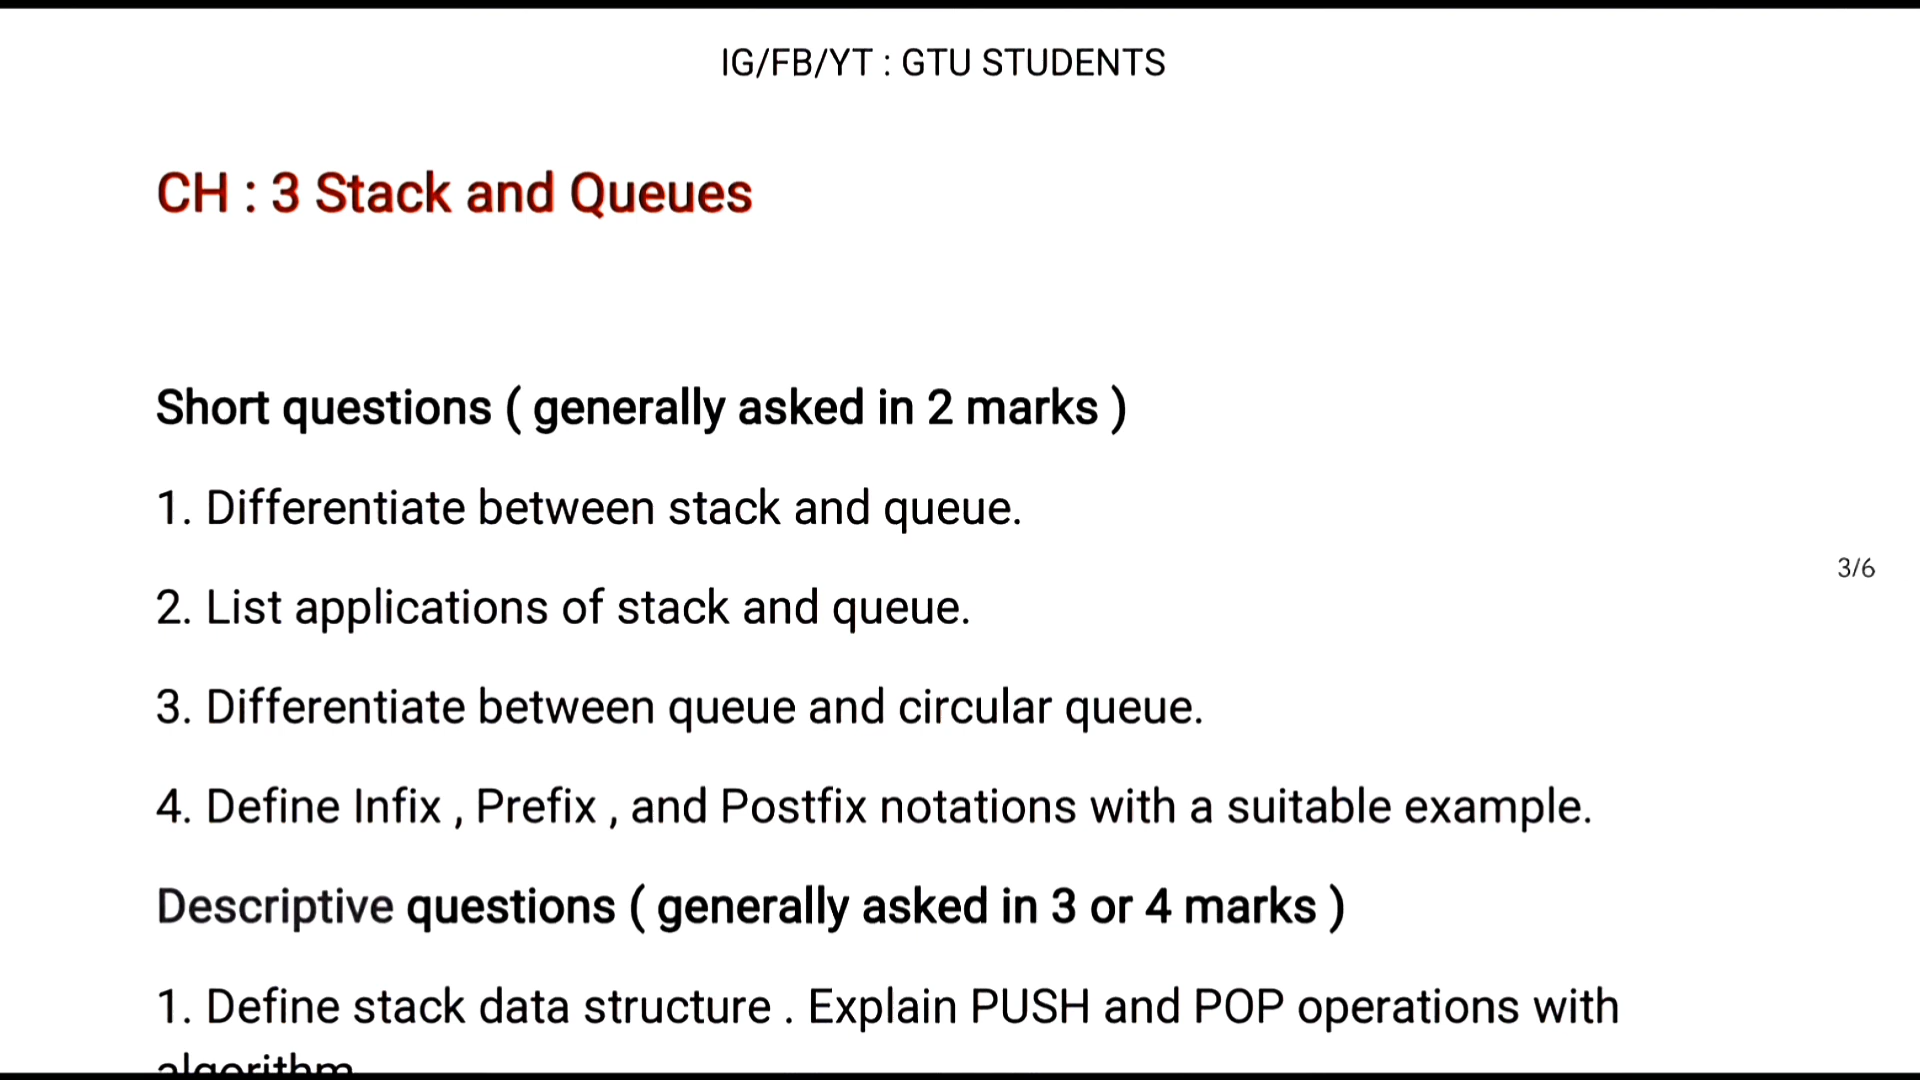 IG/FB/YT : GTU STUDENTS
CH : 3 Stack and Queues
Short questions ( generally asked in 2 marks )
1. Differentiate between stack and queue.
3/6
2. List applications of stack and queue.
3. Differentiate between queue and circular queue.
4. Define Infix , Prefix , and Postfix notations with a suitable example.
Descriptive questions ( generally asked in 3 or 4 marks )
1. Define stack data structure . Explain PUSH and POP operations with
algorithm